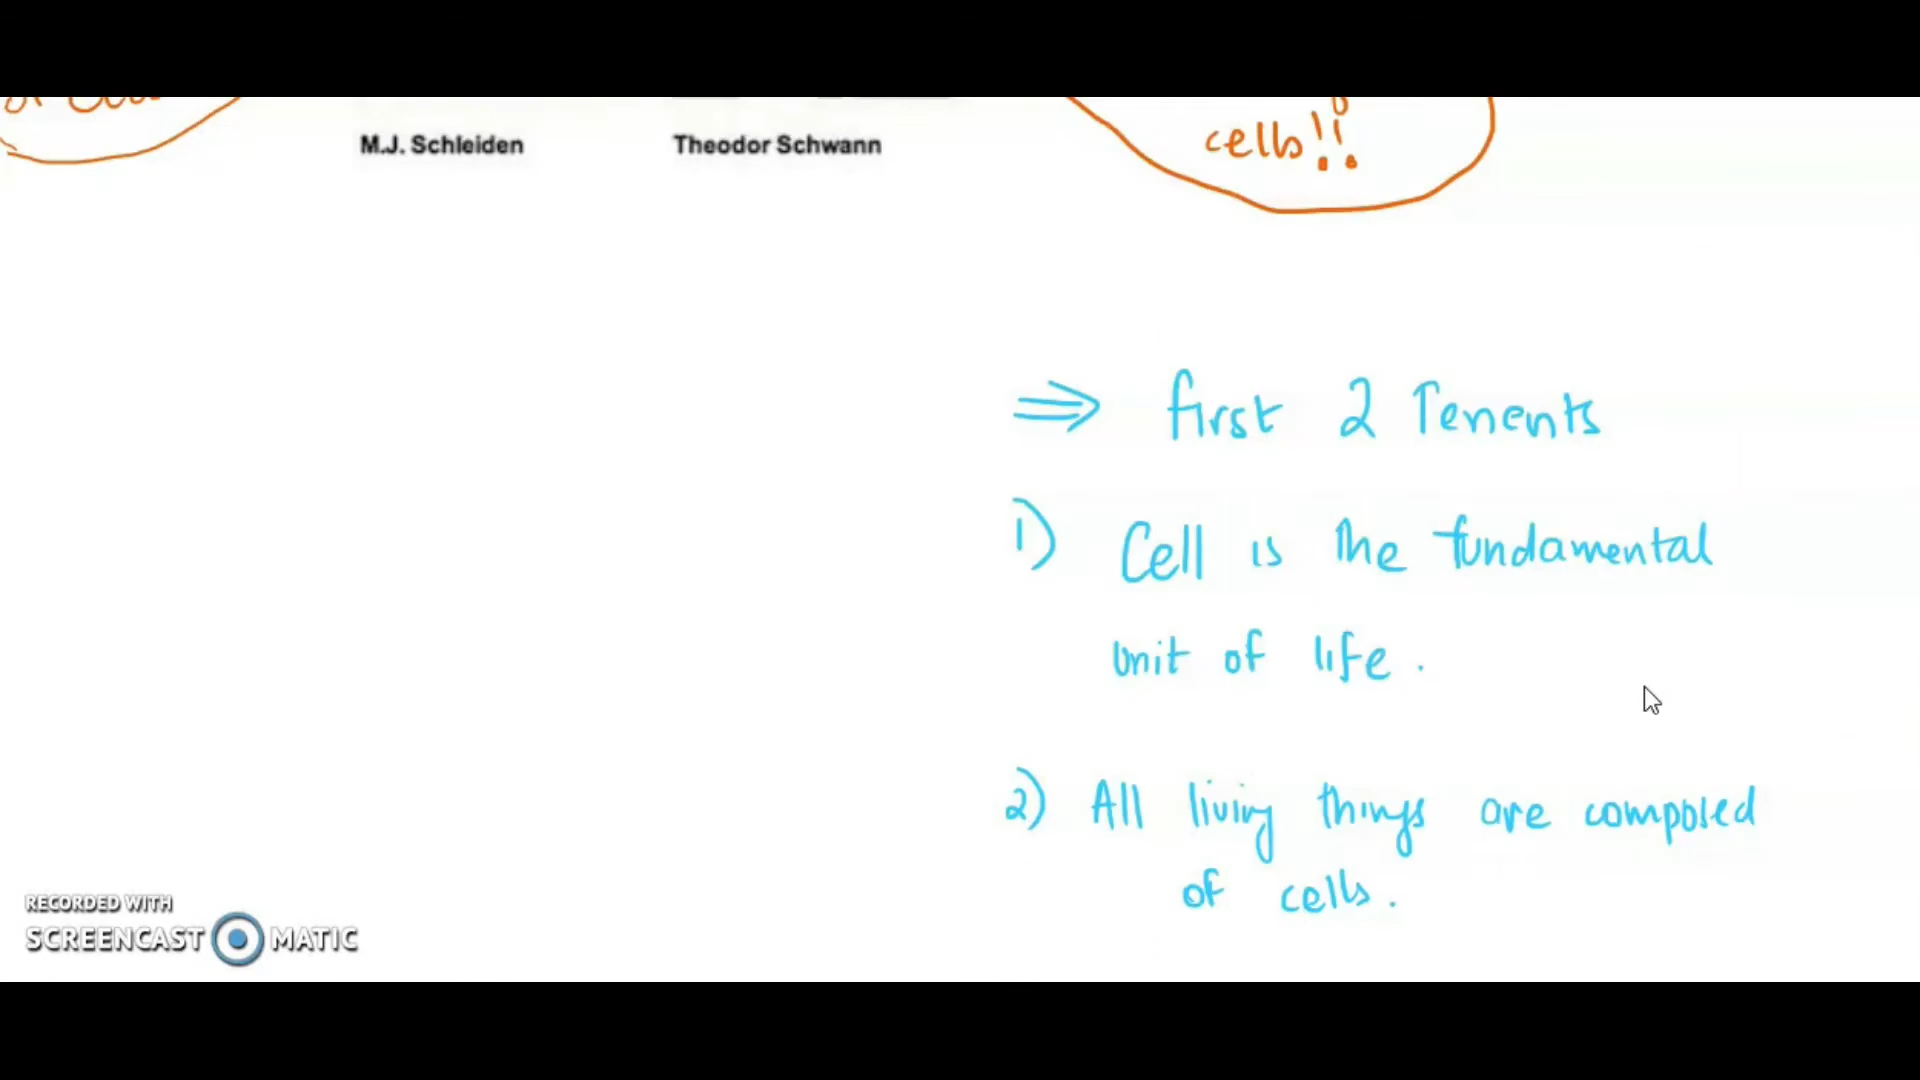 M.J. Schleiden
Theodor Schwann
cells!!
⇒ first 2 Tenents
1) Cell is the fundamental
unit of life.
2) All living things are composed
of cells.
RECORDED WITH
SCREENCAST MATIC